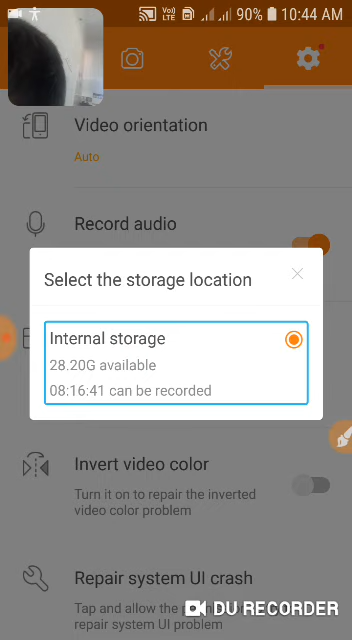 Vo))
LTE
90%
10:44 AM
Video orientation
Auto
Record audio
Select the storage location
Internal storage
28.20G available
08:16:41 can be recorded
Invert video color
Turn it on to repair the inverted
video color problem
Repair system UI crash
Tap and allow the
repair system UI problem
DU RECORDER